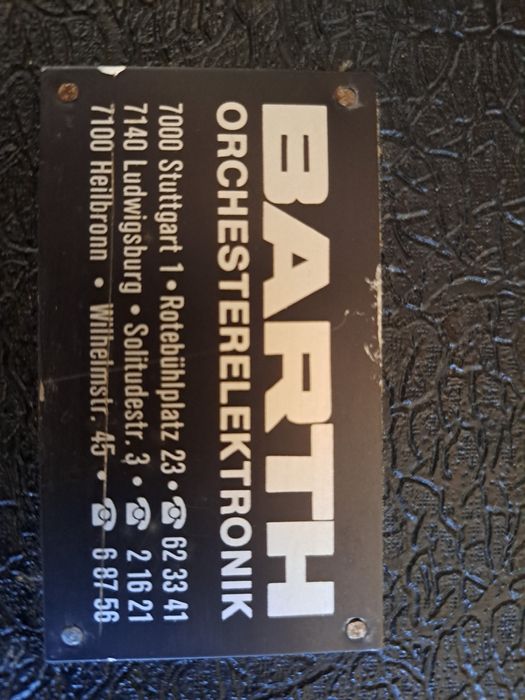 BARTH
ORCHESTERELEKTRONIK
7000 Stuttgart 1 • Rotebühlplatz 23 • ☎ 62 33 41
7140 Ludwigsburg • Solitudestr. 3 • ☎ 2 16 21
7100 Heilbronn • Wilhelmstr. 45 • ☎ 6 87 56